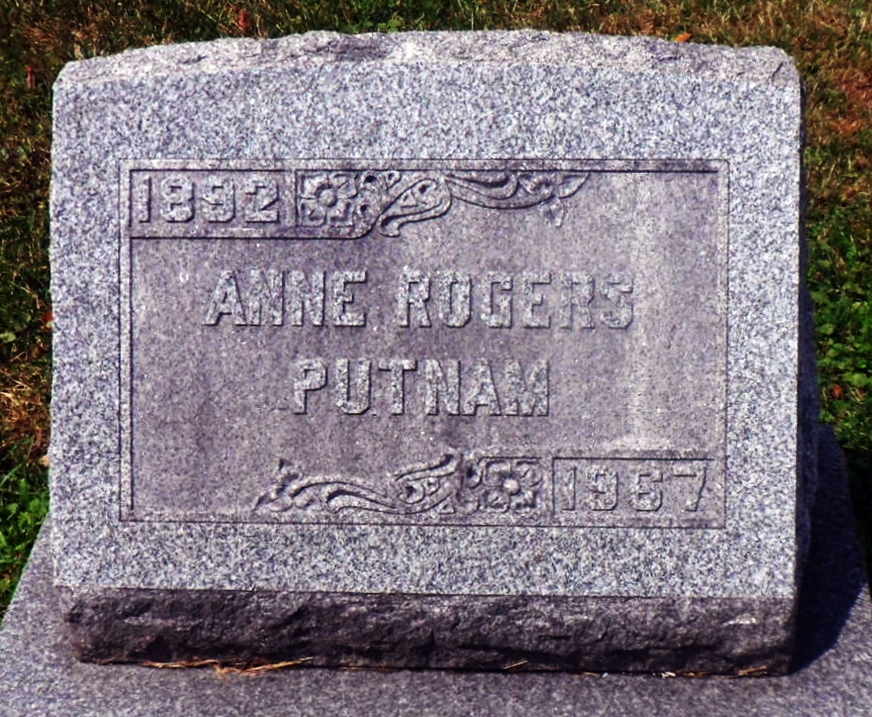 1892
ANNE ROGERS
PUTNAM
1967